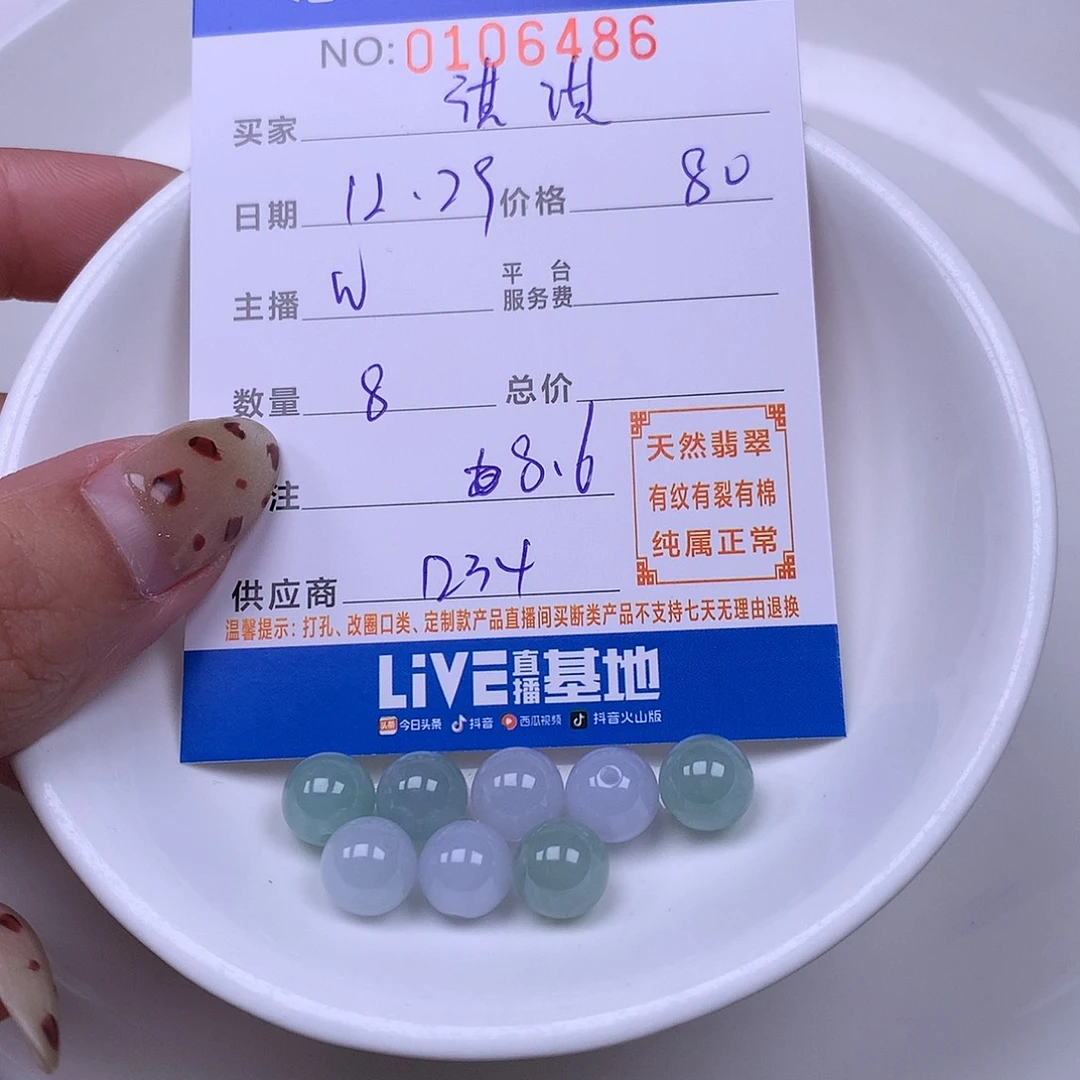 NO:0106486
买家 淇淇
日期 12.29 价格 80
主播 W 平台服务费
数量 8 总价
注 8.6
天然翡翠
有纹有裂有棉
纯属正常
供应商 D234
温馨提示：打孔、改圈口类、定制款产品直播间买断类产品不支持七天无理由退换
LiVE直播基地
头条 今日头条 抖音 西瓜视频 抖音火山版